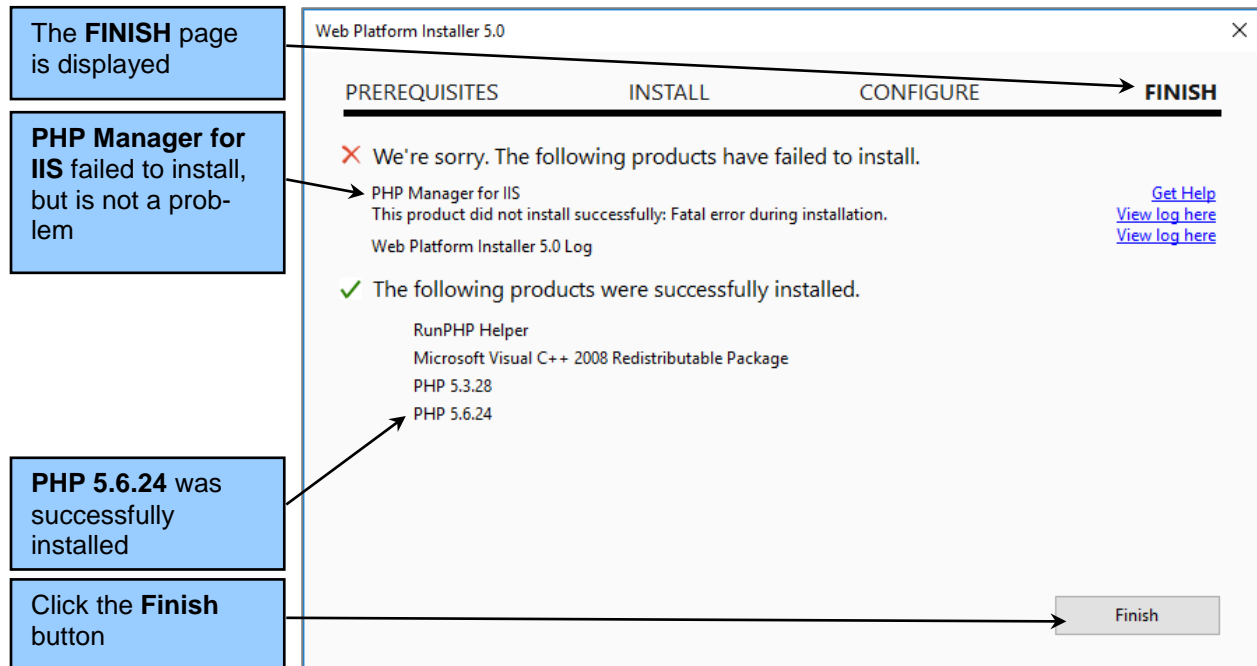 The FINISH page
is displayed
PHP Manager for
IIS failed to install,
but is not a prob-
lem
PHP 5.6.24 was
successfully
installed
Click the Finish
button
Web Platform Installer 5.0
PREREQUISITES INSTALL CONFIGURE FINISH
We're sorry. The following products have failed to install.
PHP Manager for IIS Get Help
This product did not install successfully: Fatal error during installation. View log here
Web Platform Installer 5.0 Log View log here
The following products were successfully installed.
RunPHP Helper
Microsoft Visual C++ 2008 Redistributable Package
PHP 5.3.28
PHP 5.6.24
Finish